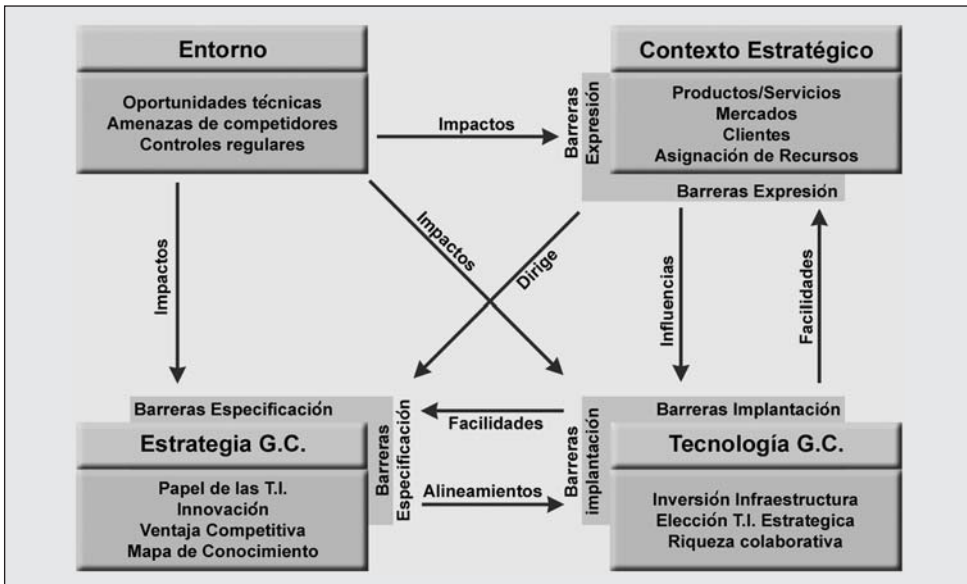 Entorno
Oportunidades técnicas
Amenazas de competidores
Controles regulares
Impactos
Barreras
Expresión
Contexto Estratégico
Productos/Servicios
Mercados
Clientes
Asignación de Recursos
Barreras Expresión
Impactos
Impactos
Dirige
Influencias
Facilidades
Barreras Especificación
Estrategia G.C.
Papel de las T.I.
Innovación
Ventaja Competitiva
Mapa de Conocimiento
Barreras
Especificación
Facilidades
Alineamientos
Barreras
implantación
Barreras Implantación
Tecnología G.C.
Inversión Infraestructura
Elección T.I. Estrategica
Riqueza colaborativa